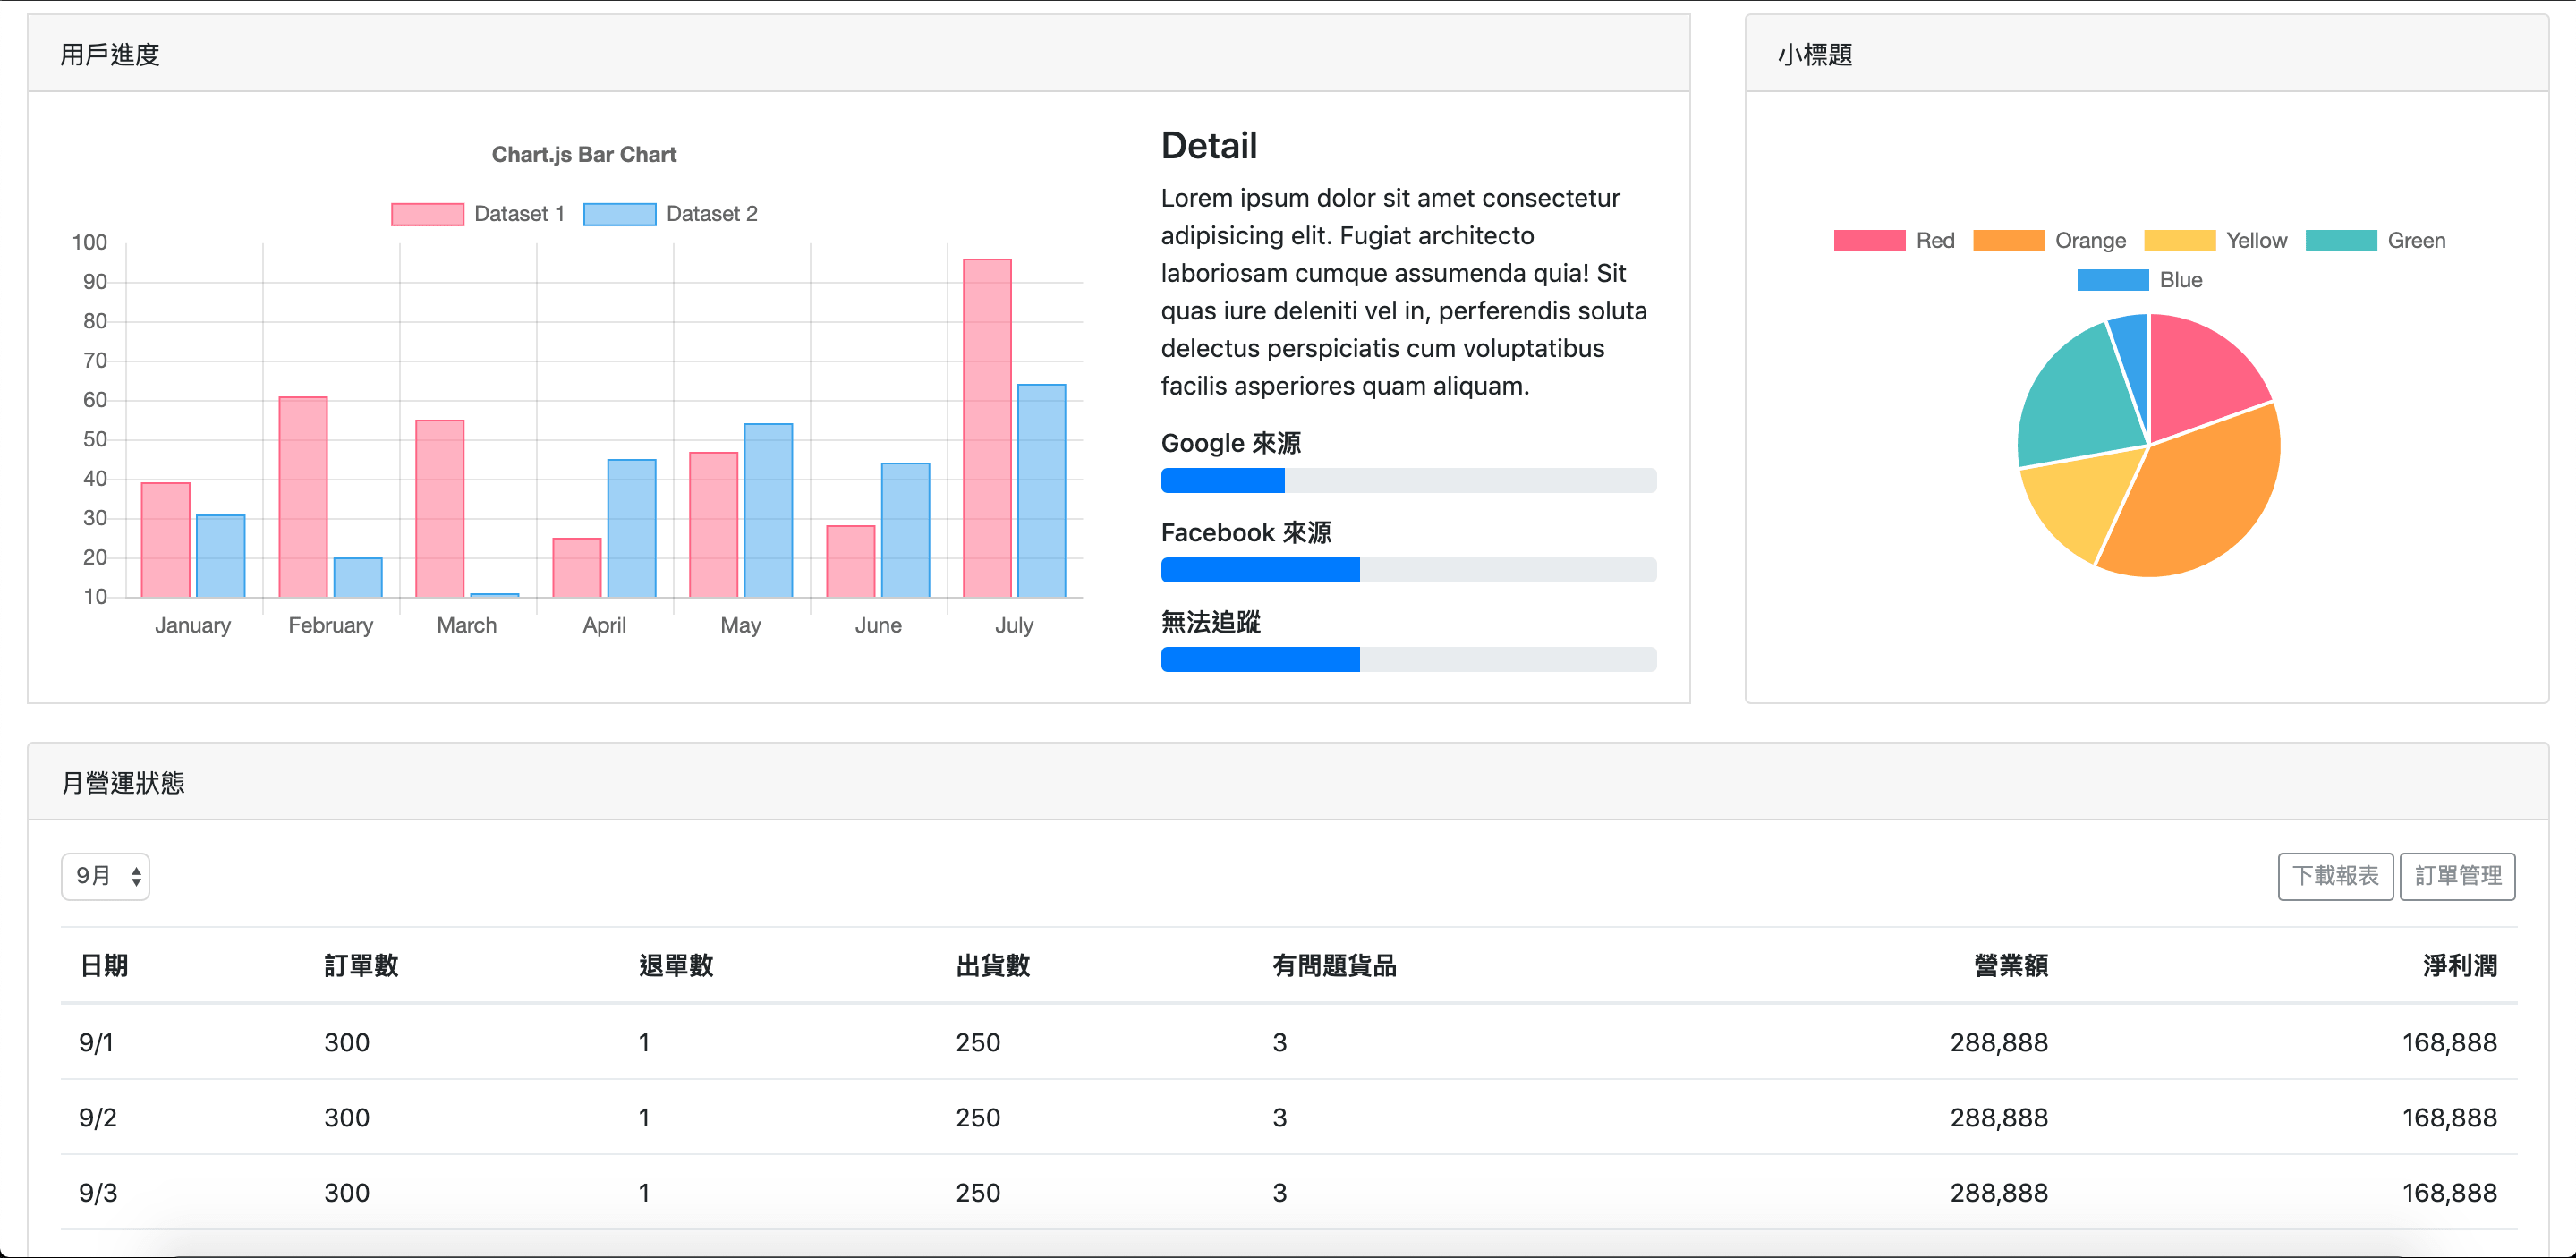 用戶進度
Chart.js Bar Chart
Dataset 1 Dataset 2
100
90
80
70
60
50
40
30
20
10
January February March April May June July
Detail
Lorem ipsum dolor sit amet consectetur
adipisicing elit. Fugiat architecto
laboriosam cumque assumenda quia! Sit
quas iure deleniti vel in, perferendis soluta
delectus perspiciatis cum voluptatibus
facilis asperiores quam aliquam.
Google 來源
Facebook 來源
無法追蹤
小標題
Red Orange Yellow Green
Blue
月營運狀態
9月 下載報表 訂單管理
日期 訂單數 退單數 出貨數 有問題貨品 營業額 淨利潤
9/1 300 1 250 3 288,888 168,888
9/2 300 1 250 3 288,888 168,888
9/3 300 1 250 3 288,888 168,888